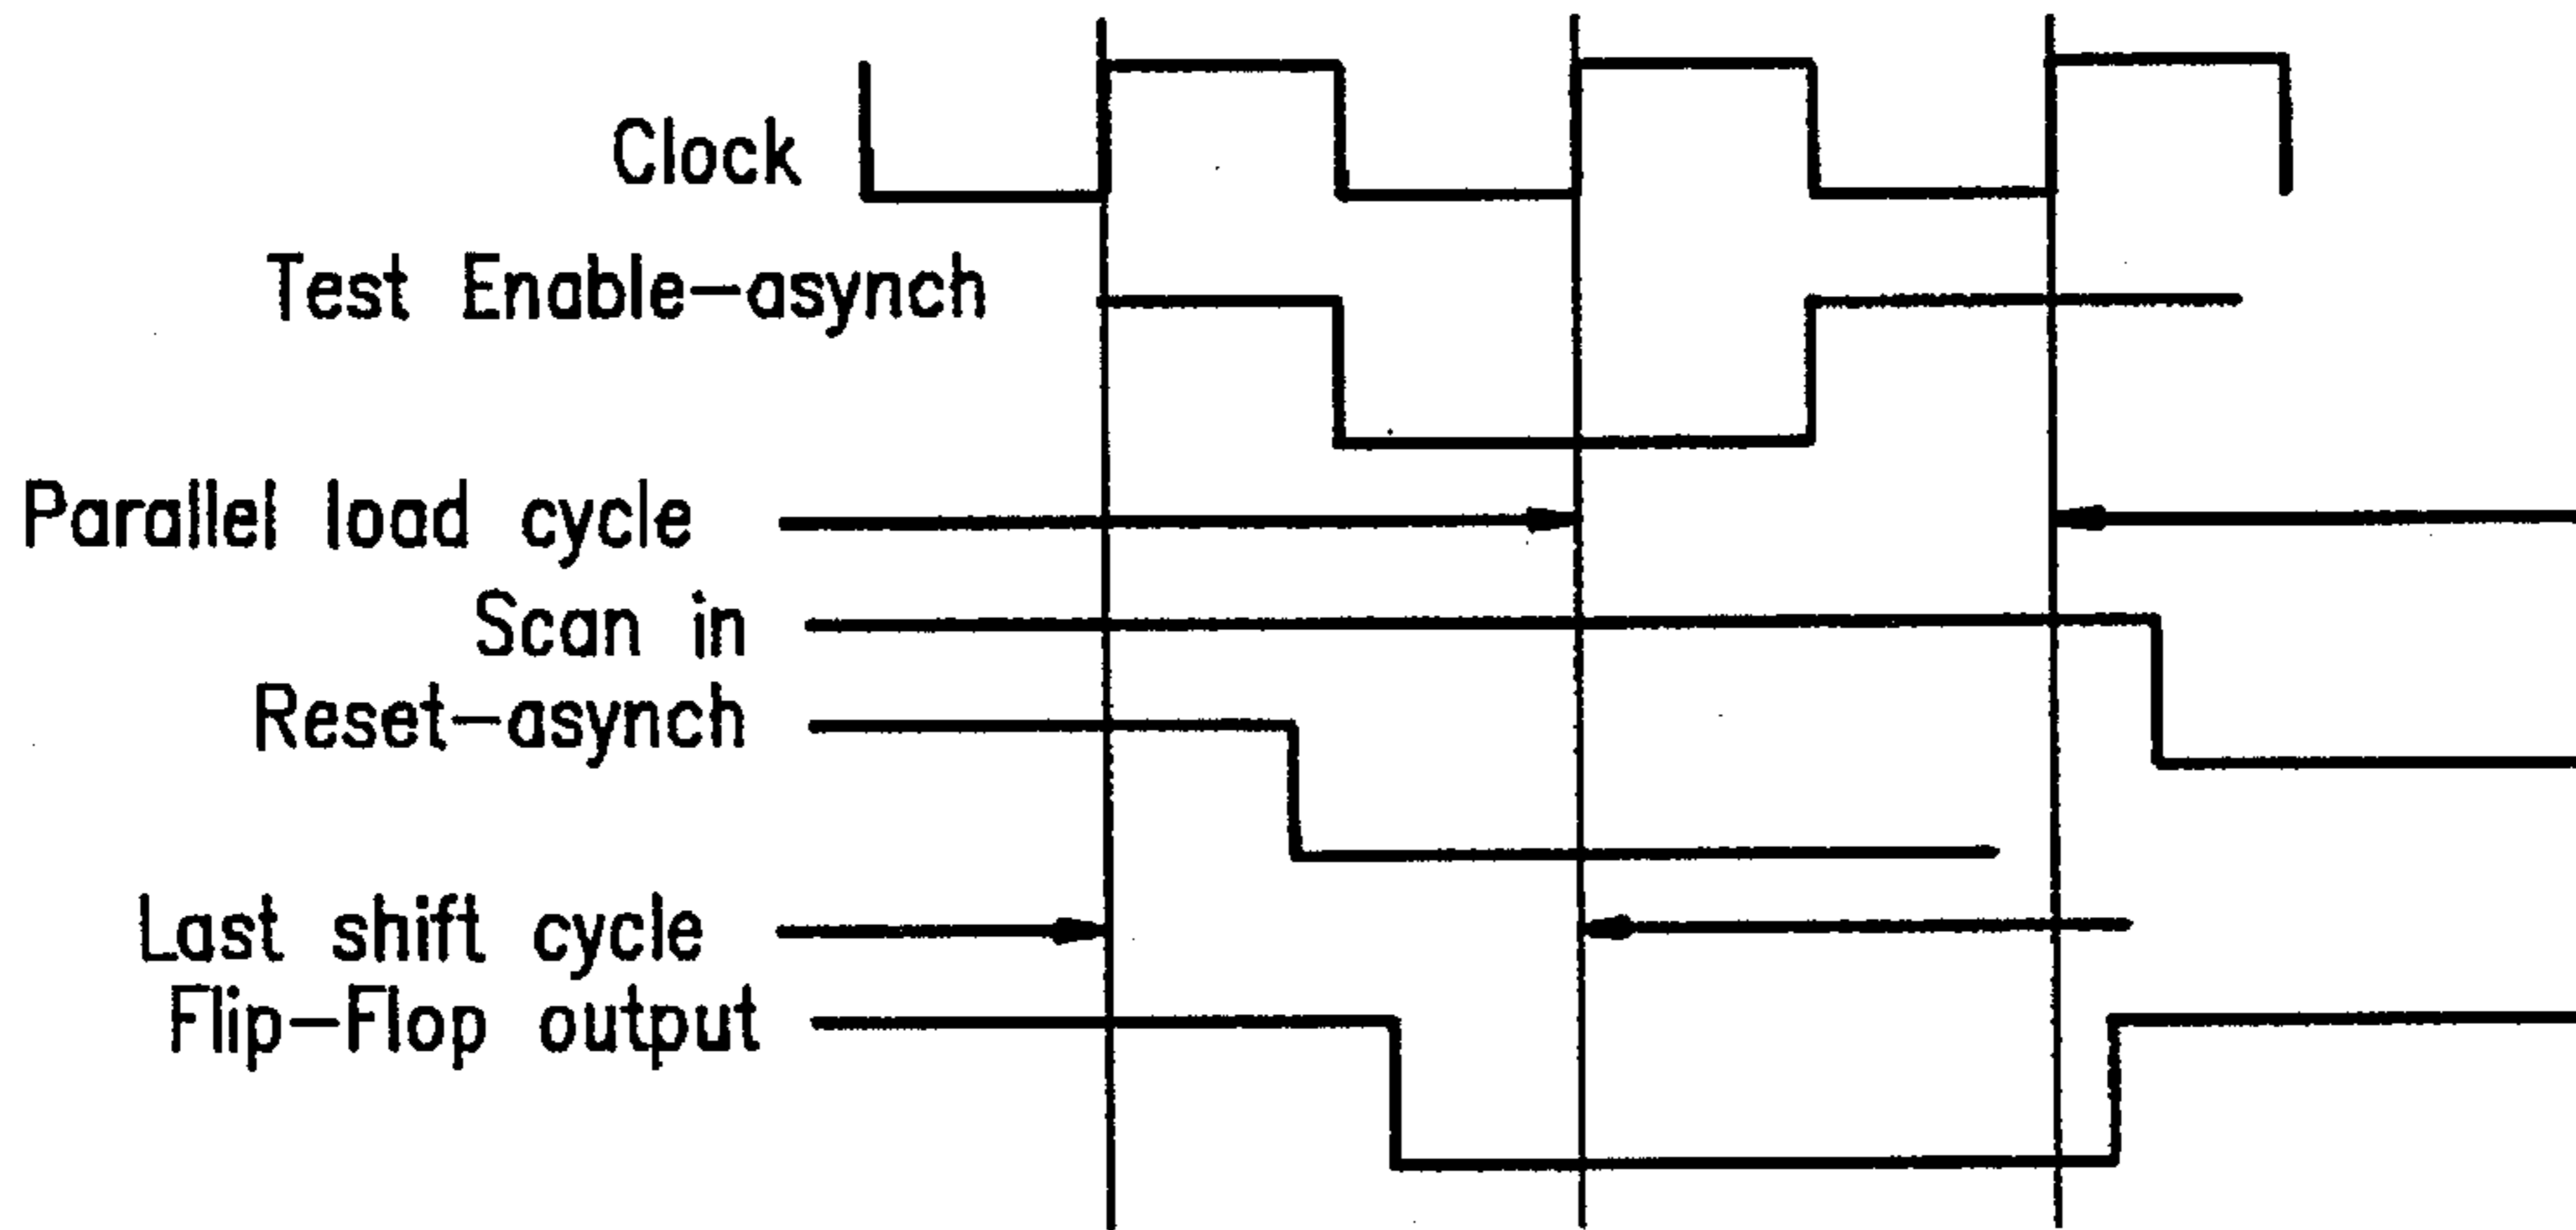 Clock
Test Enable-asynch
Parallel load cycle
Scan in
Reset-asynch
Last shift cycle
Flip-Flop output